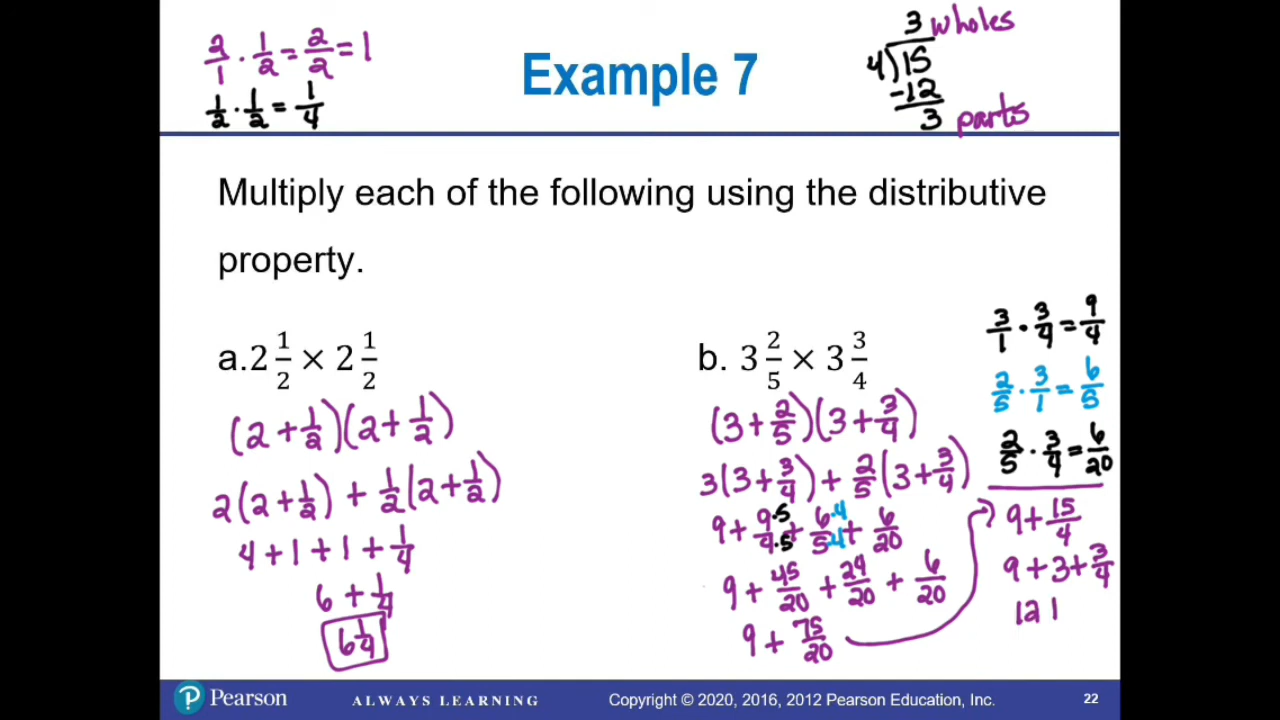 2/1 · 1/2 = 2/2 = 1
1/2 · 1/2 = 1/4
Example 7
3 wholes
4)15
-12
3 parts
Multiply each of the following using the distributive
property.
a. 2 1/2 × 2 1/2
(2 + 1/2)(2 + 1/2)
2(2 + 1/2) + 1/2(2 + 1/2)
4 + 1 + 1 + 1/4
6 + 1/4
6 1/4
b. 3 2/5 × 3 3/4
(3 + 2/5)(3 + 3/4)
3(3 + 3/4) + 2/5(3 + 3/4)
9 + 9·5/4·5 + 6·4/5·4 + 6/20
9 + 45/20 + 24/20 + 6/20
9 + 75/20
3/1 · 3/4 = 9/4
2/5 · 3/1 = 6/5
2/5 · 3/4 = 6/20
9 + 15/4
9 + 3 + 3/4
12 1
P Pearson
ALWAYS LEARNING
Copyright © 2020, 2016, 2012 Pearson Education, Inc.
22